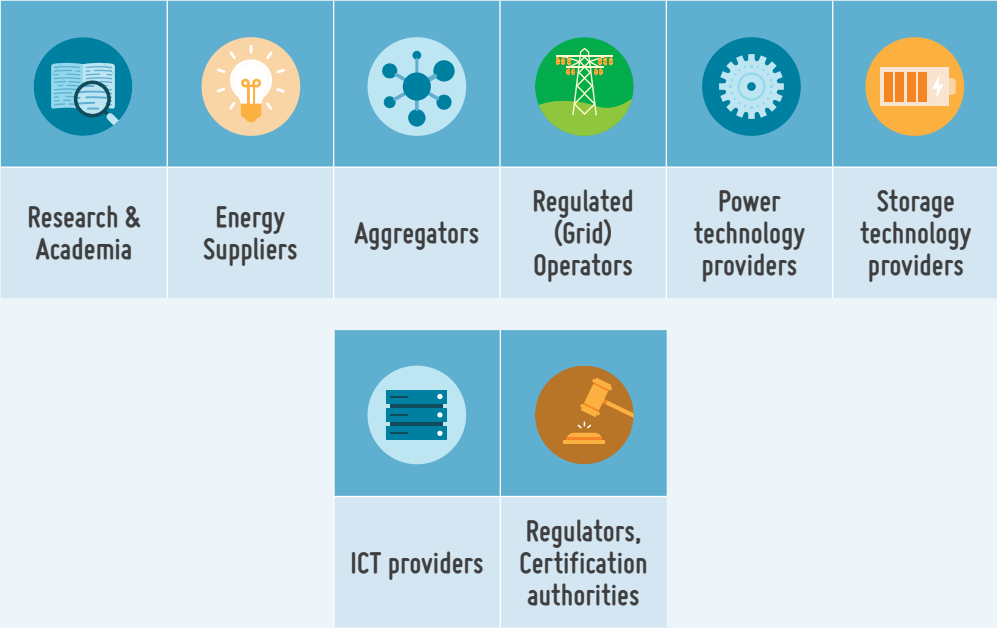 Research &
Academia
Energy
Suppliers
Aggregators
Regulated
(Grid)
Operators
Power
technology
providers
Storage
technology
providers
ICT providers
Regulators,
Certification
authorities